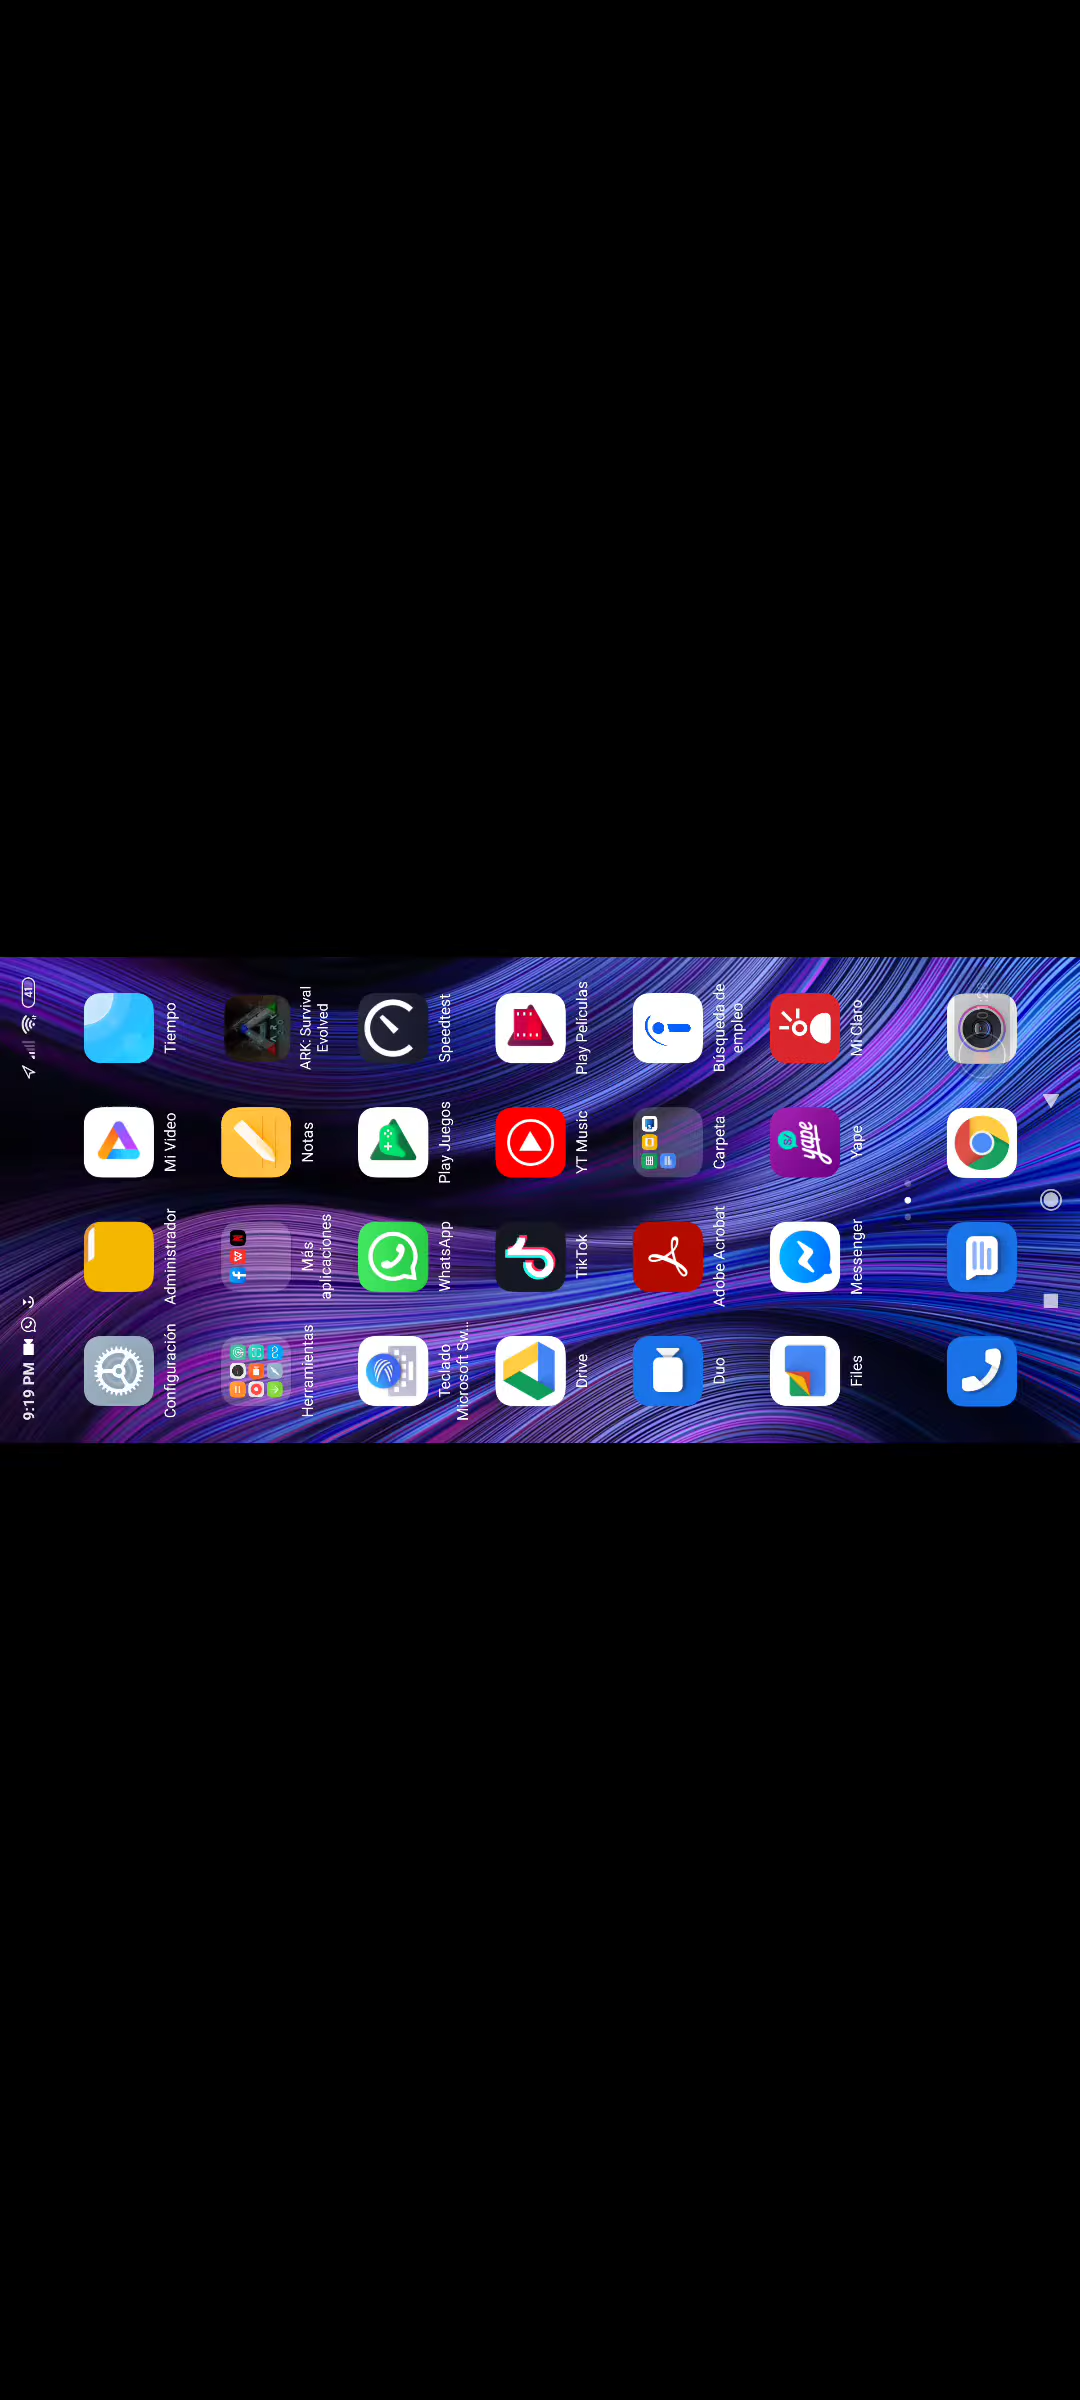 9:19 PM
41
Configuración
Administrador
Mi Video
Tiempo
Herramientas
Más
aplicaciones
Notas
ARK: Survival
Evolved
Teclado
Microsoft Sw...
WhatsApp
Play Juegos
Speedtest
Drive
TikTok
YT Music
Play Películas
Duo
Adobe Acrobat
Carpeta
Búsqueda de
empleo
Files
Messenger
S/
yape
Yape
Mi Claro